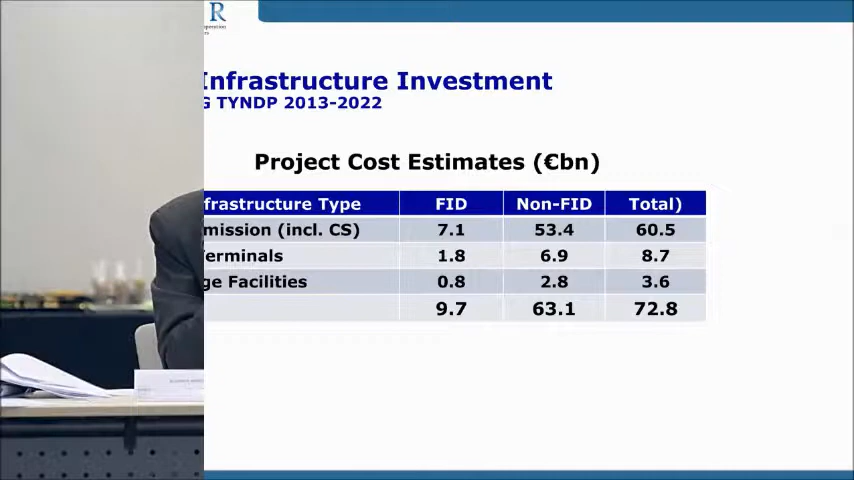 R
Infrastructure Investment
G TYNDP 2013-2022
Project Cost Estimates (€bn)
frastructure Type FID Non-FID Total)
mission (incl. CS) 7.1 53.4 60.5
Terminals 1.8 6.9 8.7
ge Facilities 0.8 2.8 3.6
9.7 63.1 72.8